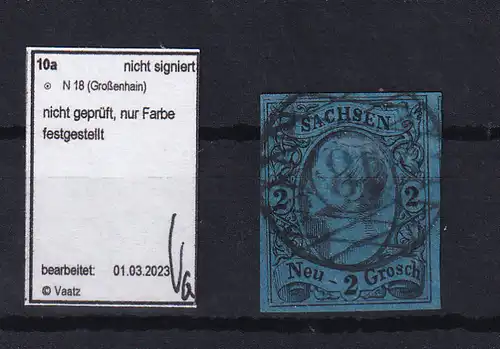 10a nicht signiert
⊙ N 18 (Großenhain)
nicht geprüft, nur Farbe
festgestellt
bearbeitet: 01.03.2023
© Vaatz
SACHSEN
2 2
Neu - 2 Grosch